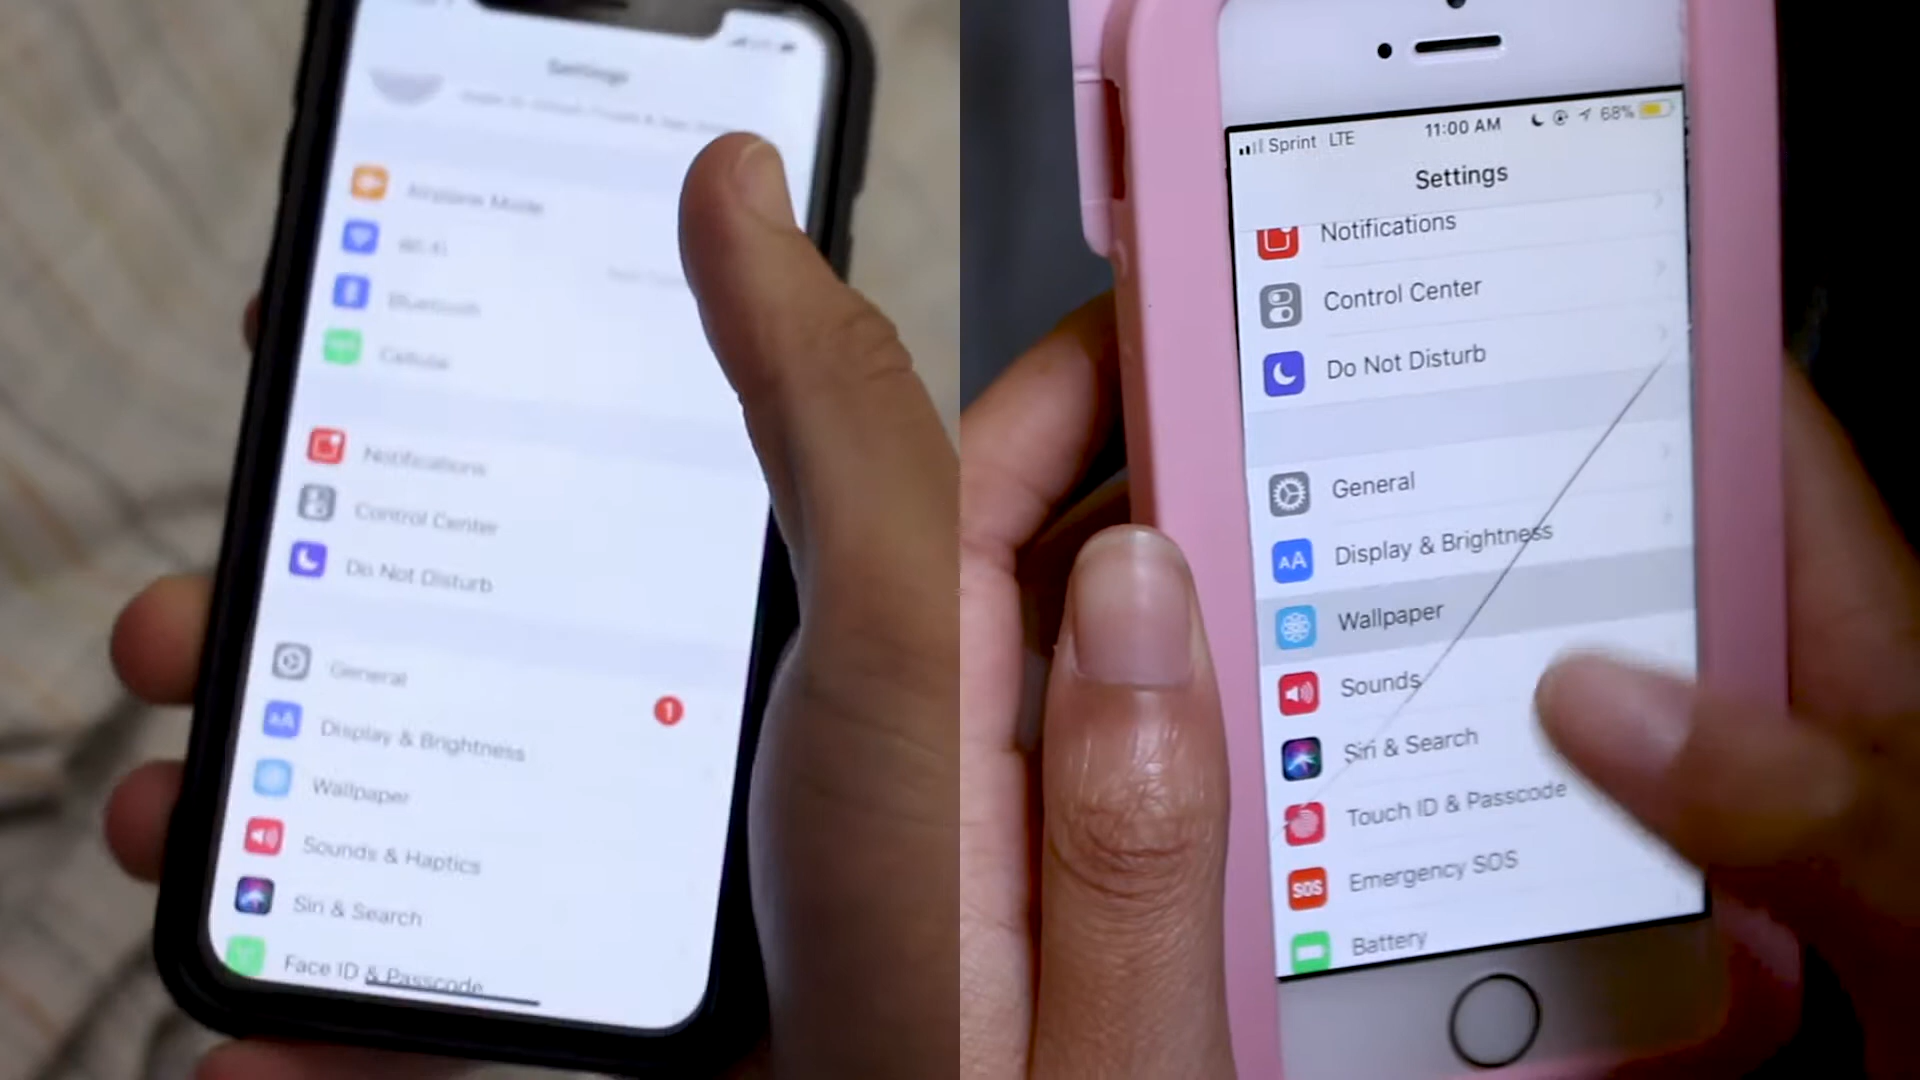 Settings
Airplane Mode
Wi-Fi
Bluetooth
Cellular
Notifications
Control Center
Do Not Disturb
General
1
Display & Brightness
Wallpaper
Sounds & Haptics
Siri & Search
Face ID & Passcode
Sprint LTE 11:00 AM 68%
Settings
Notifications
Control Center
Do Not Disturb
General
AA Display & Brightness
Wallpaper
Sounds
Siri & Search
Touch ID & Passcode
SOS Emergency SOS
Battery